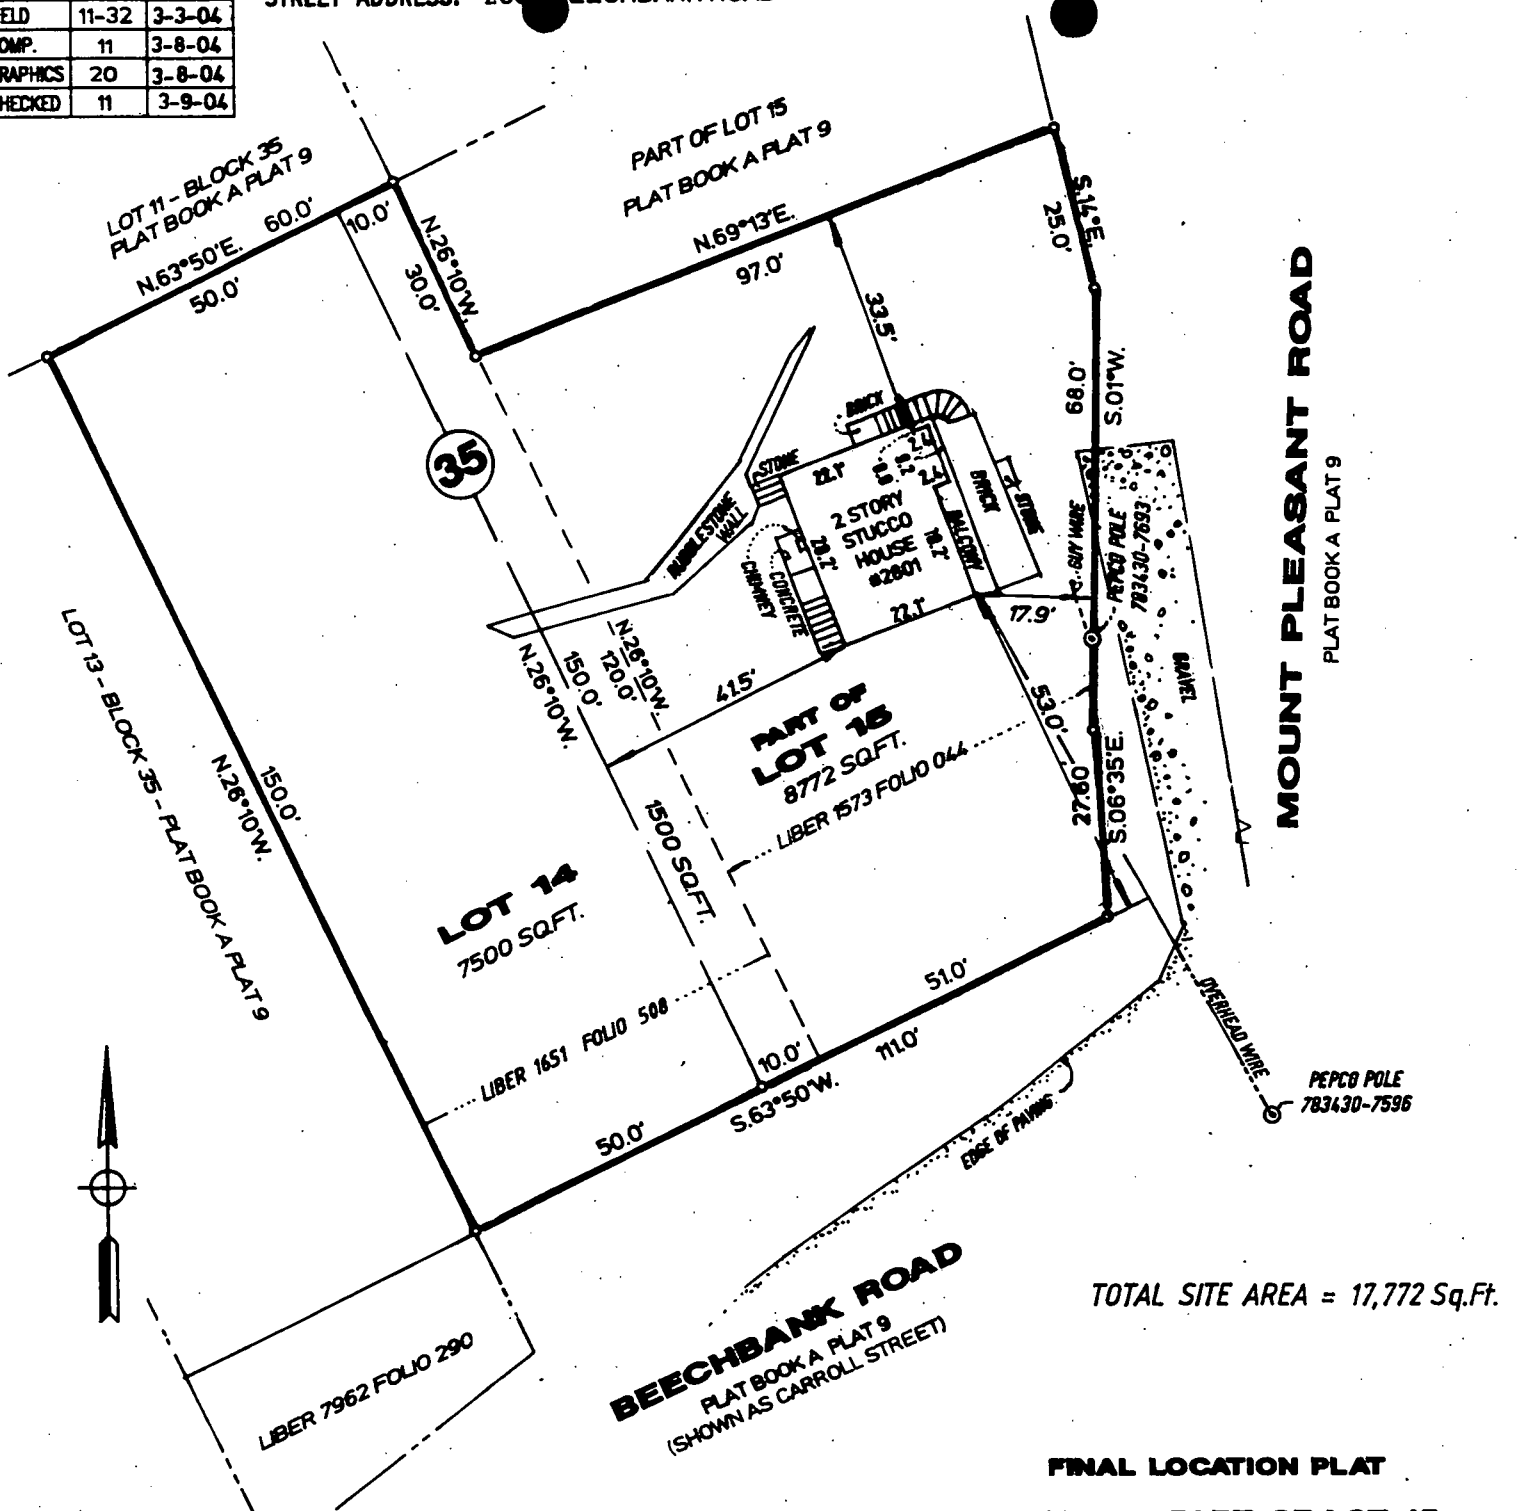 11-32 3-3-04
OMP. 11 3-8-04
RAPHICS 20 3-8-04
HECKED 11 3-9-04
STREET ADDRESS:
LOT 11 - BLOCK 35
PLAT BOOK A PLAT 9
N.63°50'E.
60.0'
50.0'
10.0'
N.26°10'W.
30.0'
PART OF LOT 15
PLAT BOOK A PLAT 9
N.69°13'E.
97.0'
S.14°E.
25.0'
33.5'
68.0'
S.01°W.
MOUNT PLEASANT ROAD
PLAT BOOK A PLAT 9
35
BRICK
STONE
RUBBLESTONE
WALL
22.1'
2.4
2.4
BRICK
STONE
2 STORY
STUCCO
HOUSE
#2601
BALCONY
CHIMNEY
CONCRETE
22.1'
GUY WIRE
PEPCO POLE
783430-7693
GRAVEL
17.9'
53.0'
41.5'
N.26°10'W.
150.0'
N.26°10'W.
120.0'
PART OF
LOT 15
8772 SQ.FT.
LIBER 1573 FOLIO 044
27.60
S.06°35'E.
LOT 13 - BLOCK 35 - PLAT BOOK A PLAT 9
N.26°10'W.
150.0'
1500 SQ.FT.
LOT 14
7500 SQ.FT.
LIBER 1651 FOLIO 508
51.0'
10.0'
111.0'
50.0'
S.63°50'W.
OVERHEAD WIRE
PEPCO POLE
783430-7596
EDGE OF PAVING
BEECHBANK ROAD
PLAT BOOK A PLAT 9
(SHOWN AS CARROLL STREET)
LIBER 7962 FOLIO 290
TOTAL SITE AREA = 17,772 Sq.Ft.
FINAL LOCATION PLAT